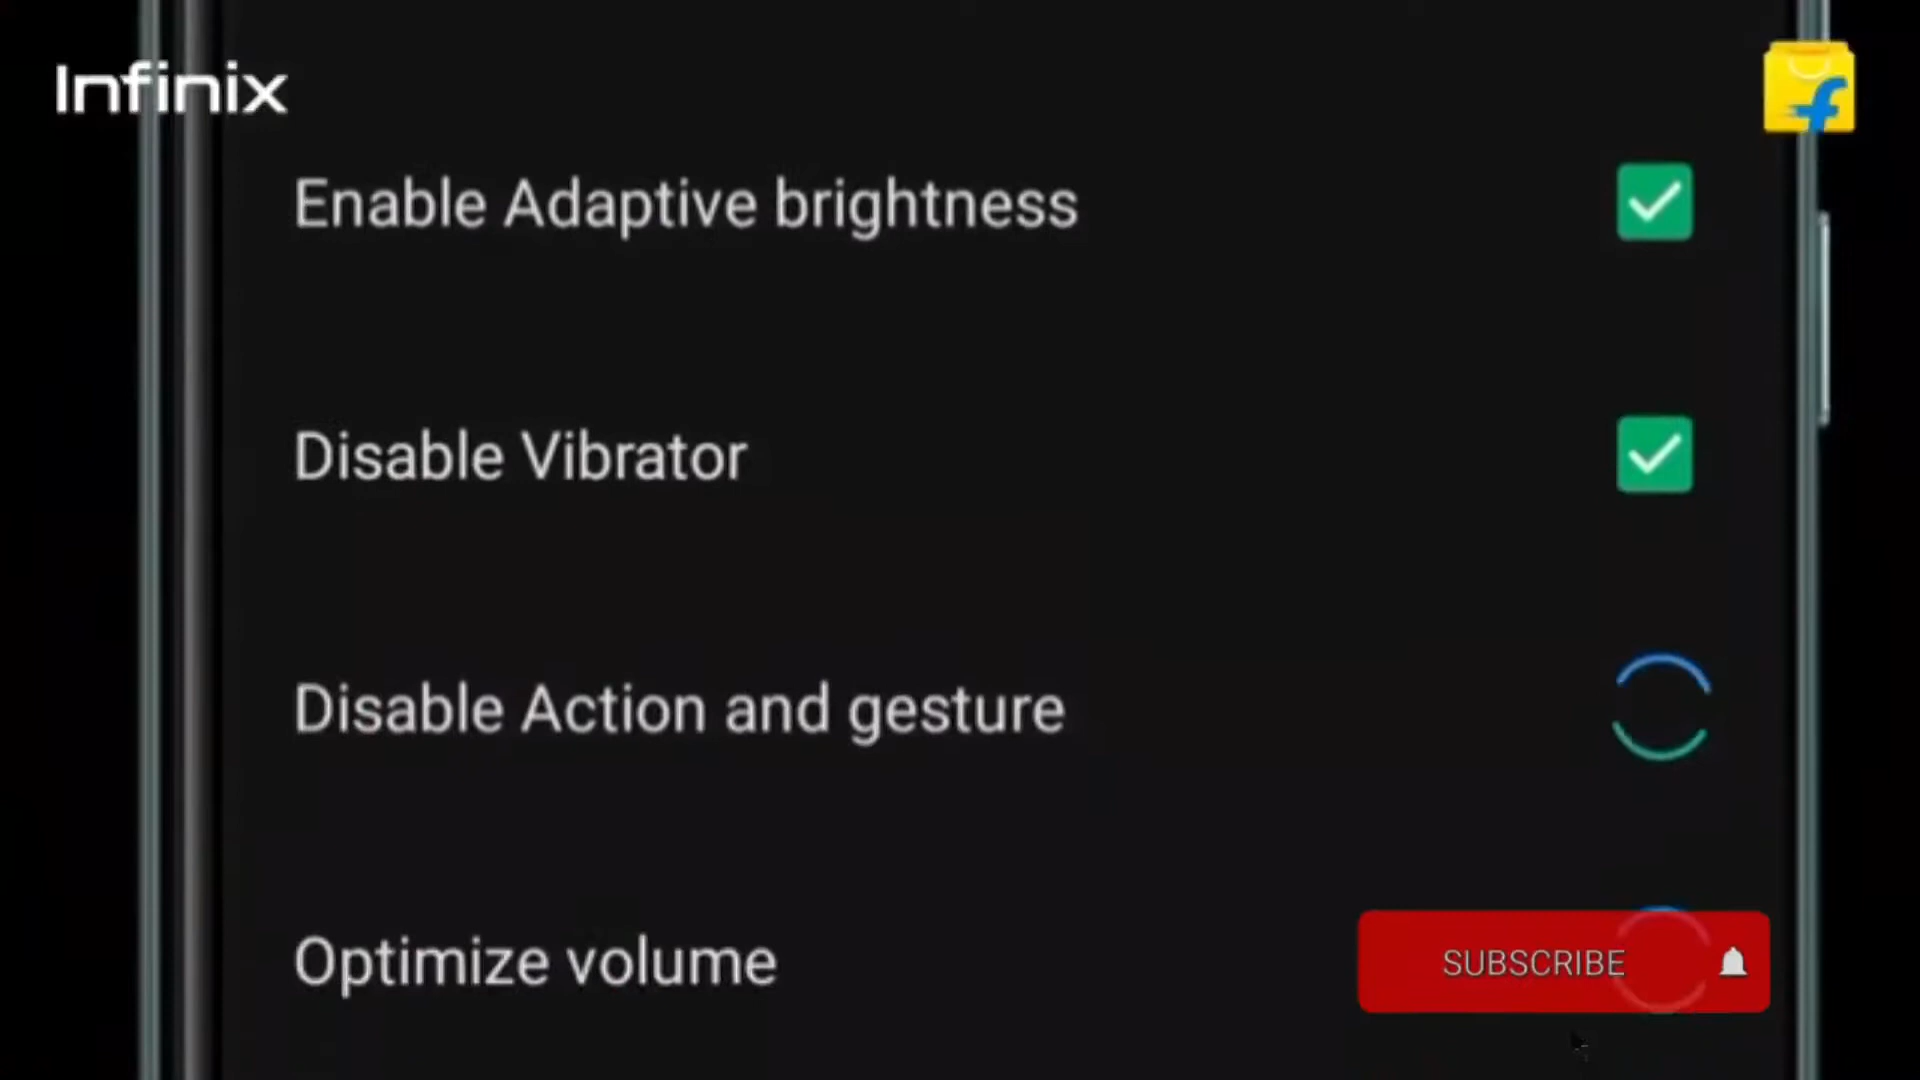 Infinix
Enable Adaptive brightness
Disable Vibrator
Disable Action and gesture
Optimize volume
SUBSCRIBE